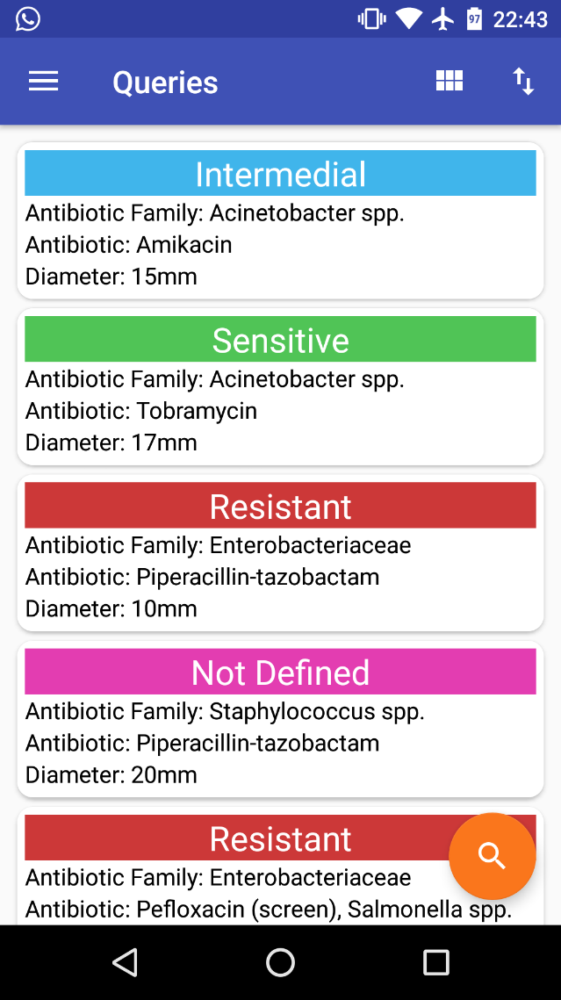 97 22:43
Queries
Intermedial
Antibiotic Family: Acinetobacter spp.
Antibiotic: Amikacin
Diameter: 15mm
Sensitive
Antibiotic Family: Acinetobacter spp.
Antibiotic: Tobramycin
Diameter: 17mm
Resistant
Antibiotic Family: Enterobacteriaceae
Antibiotic: Piperacillin-tazobactam
Diameter: 10mm
Not Defined
Antibiotic Family: Staphylococcus spp.
Antibiotic: Piperacillin-tazobactam
Diameter: 20mm
Resistant
Antibiotic Family: Enterobacteriaceae
Antibiotic: Pefloxacin (screen), Salmonella spp.